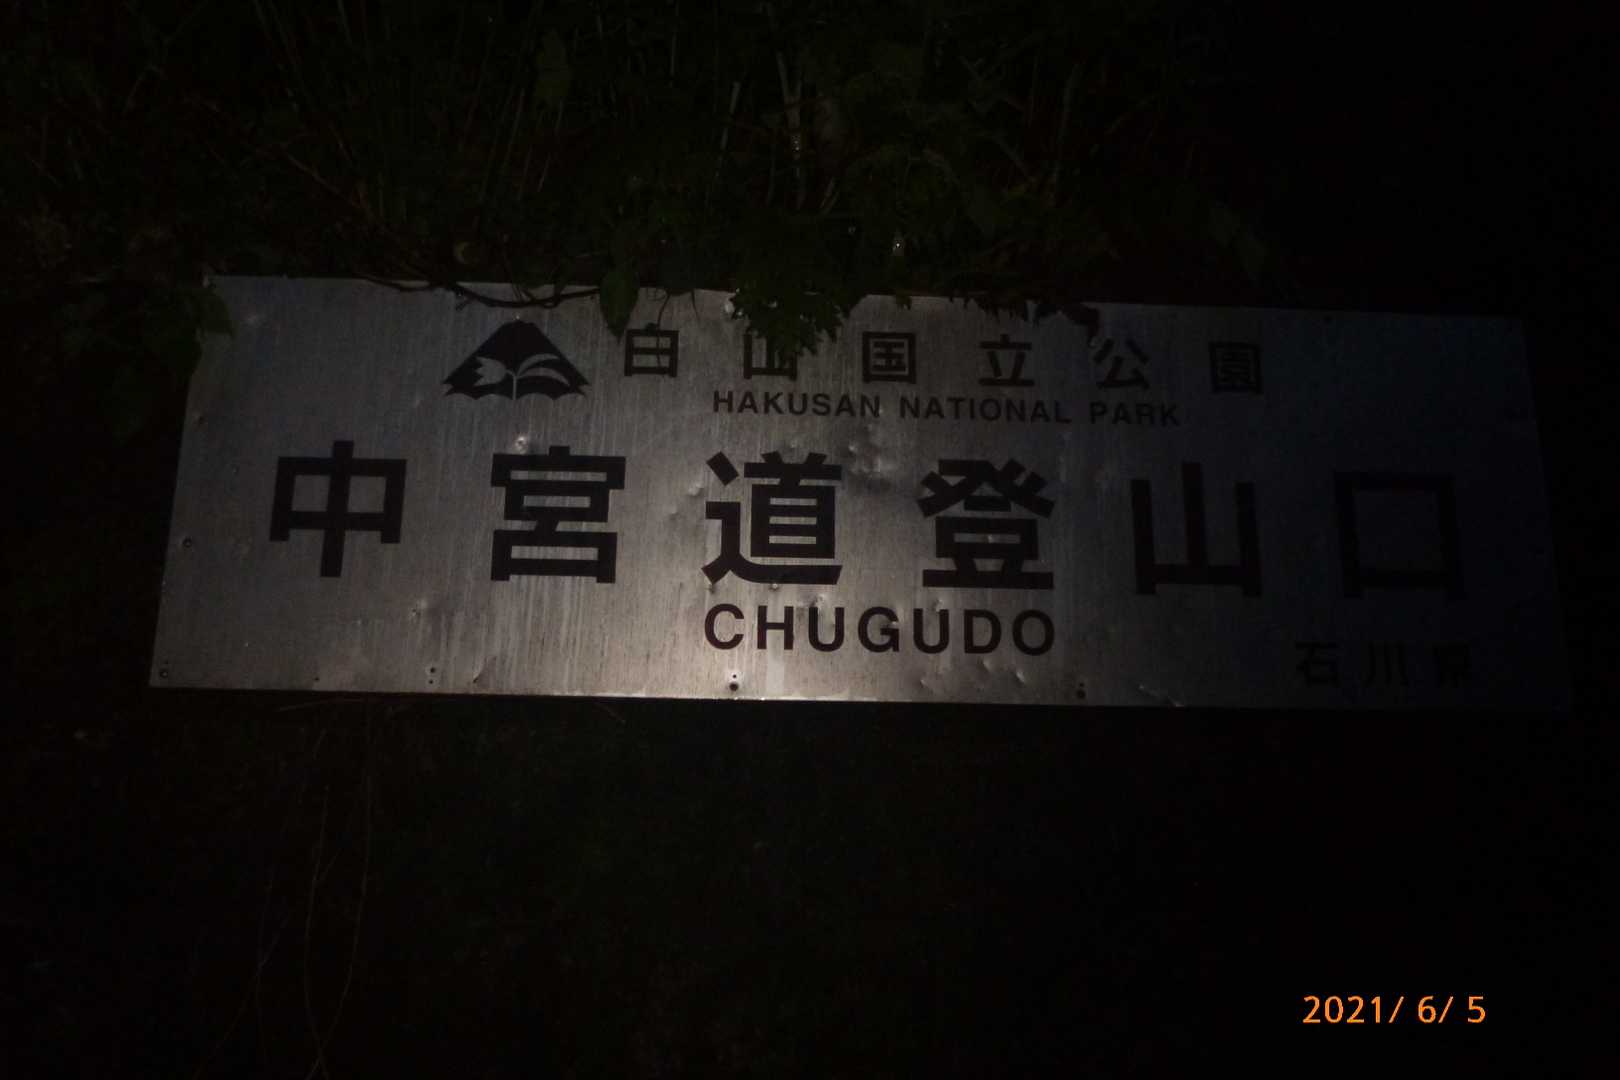 白山国立公園
HAKUSAN NATIONAL PARK
中宮道登山口
CHUGUDO
石川県
2021/ 6/ 5